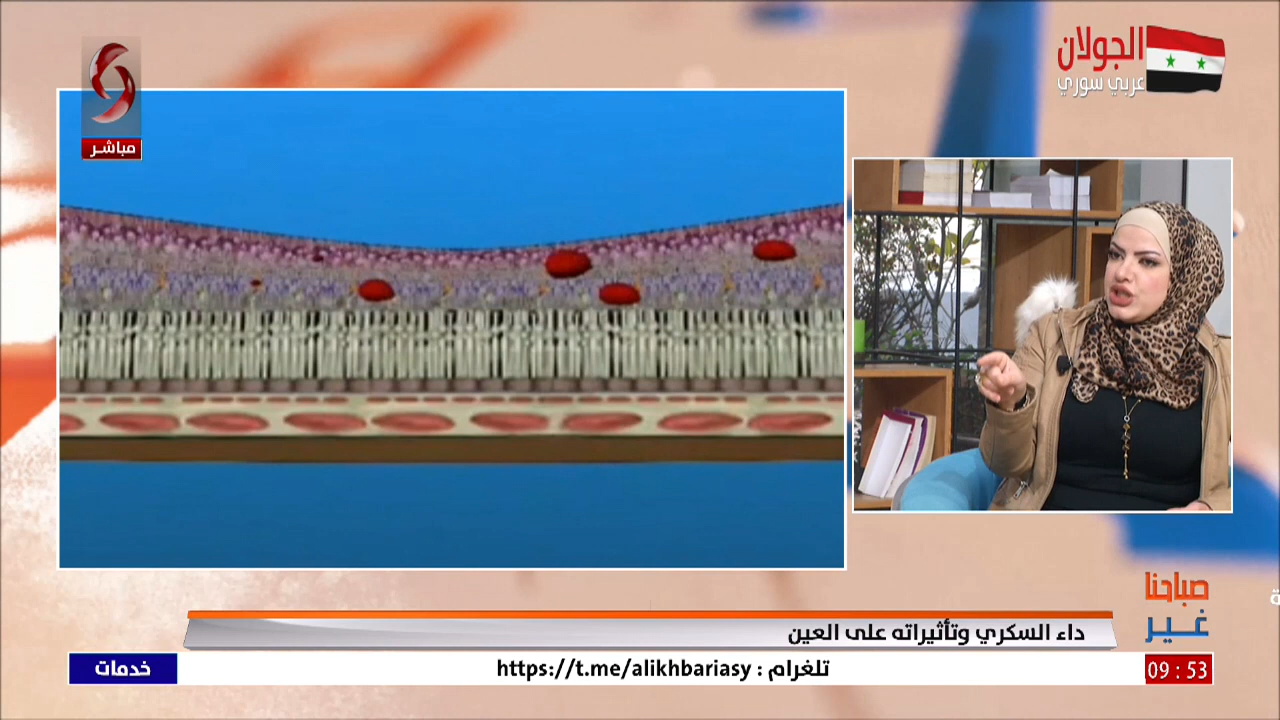 الجولان
عربي سوري
مباشر
صباحنا
غير
داء السكري وتأثيراته على العين
خدمات
تلغرام : https://t.me/alikhbariasy
09 : 53